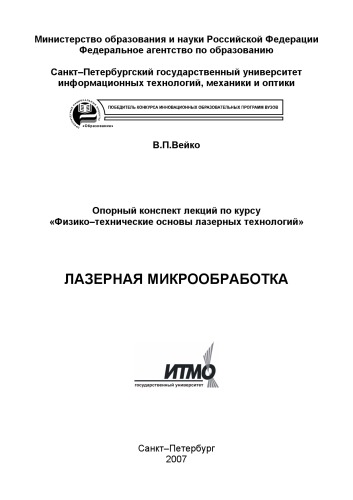 Министерство образования и науки Российской Федерации
Федеральное агентство по образованию
Санкт–Петербургский государственный университет
информационных технологий, механики и оптики
ПОБЕДИТЕЛЬ КОНКУРСА ИННОВАЦИОННЫХ ОБРАЗОВАТЕЛЬНЫХ ПРОГРАММ ВУЗОВ
«Образование»
В.П.Вейко
Опорный конспект лекций по курсу
«Физико–технические основы лазерных технологий»
ЛАЗЕРНАЯ МИКРООБРАБОТКА
ИТМО
государственный университет
Санкт–Петербург
2007